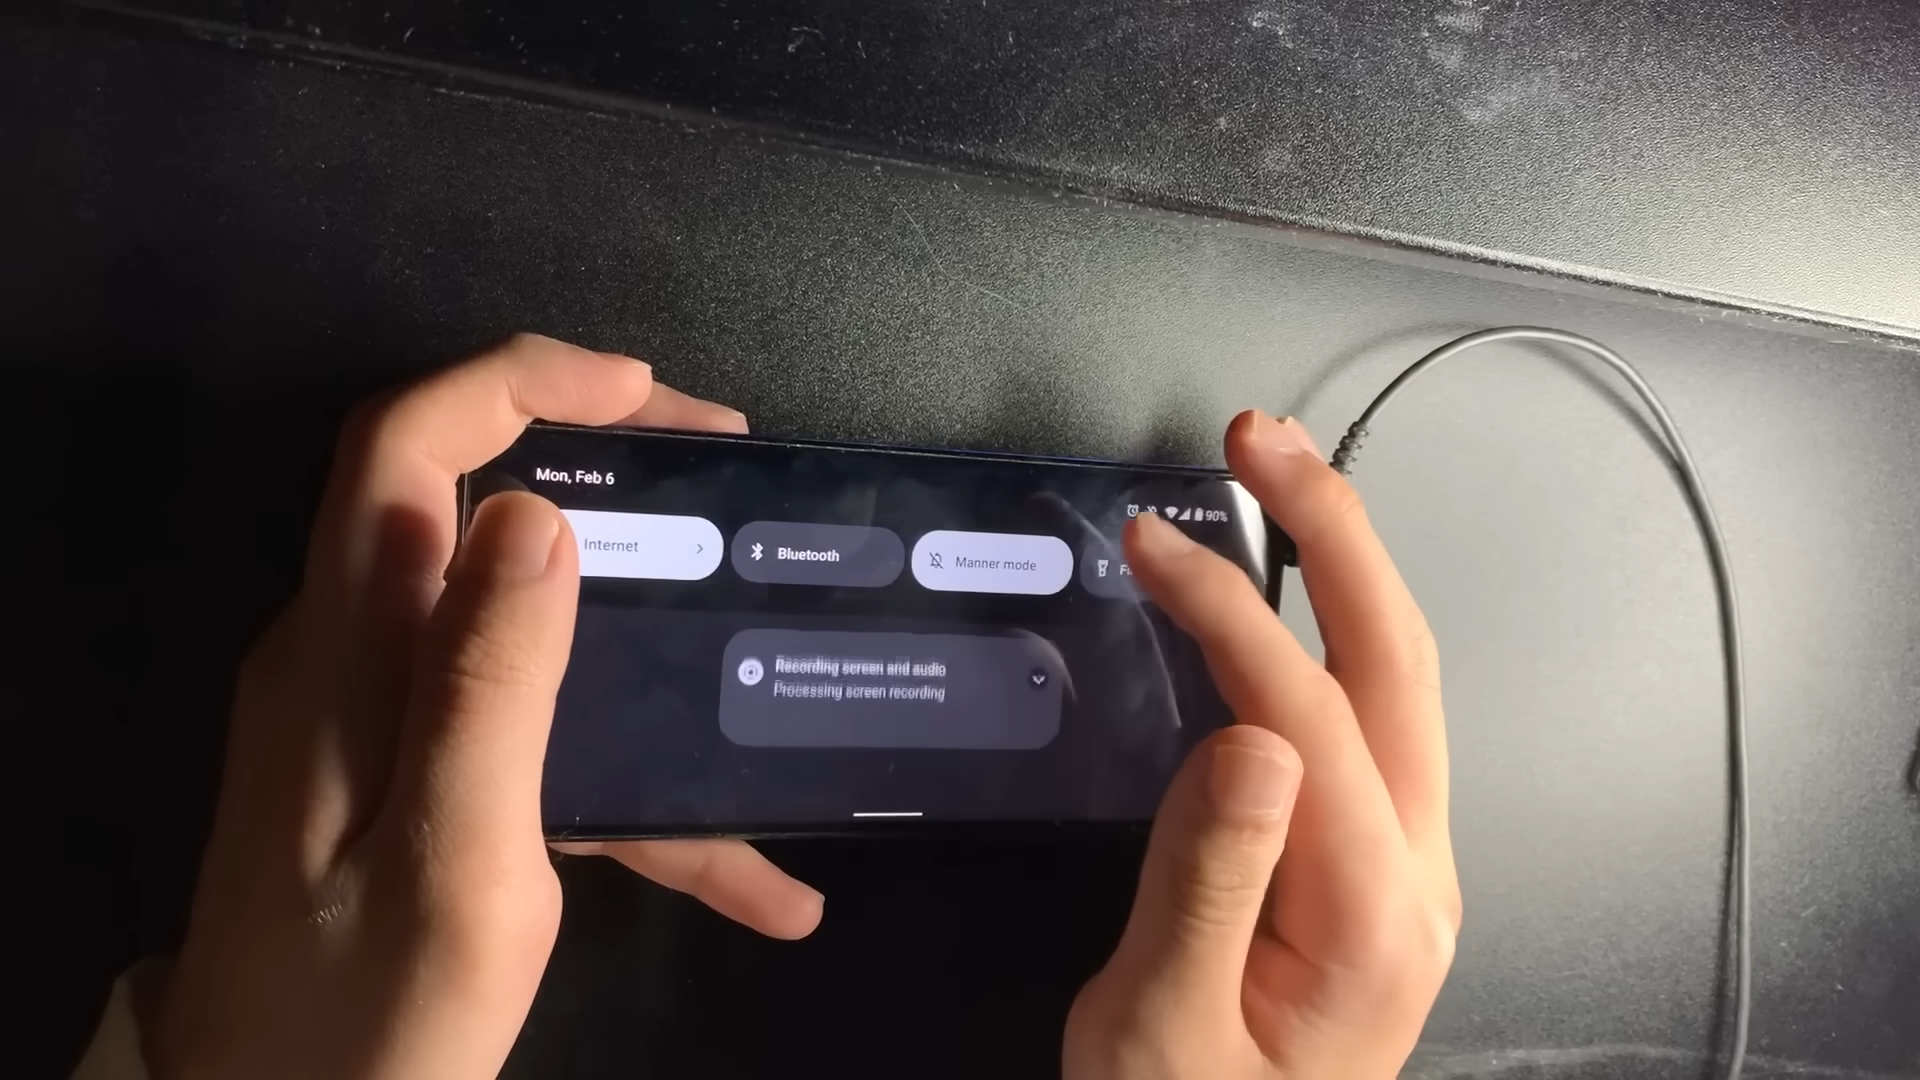 Mon, Feb 6
90%
Internet
Bluetooth
Manner mode
Recording screen and audio
Processing screen recording